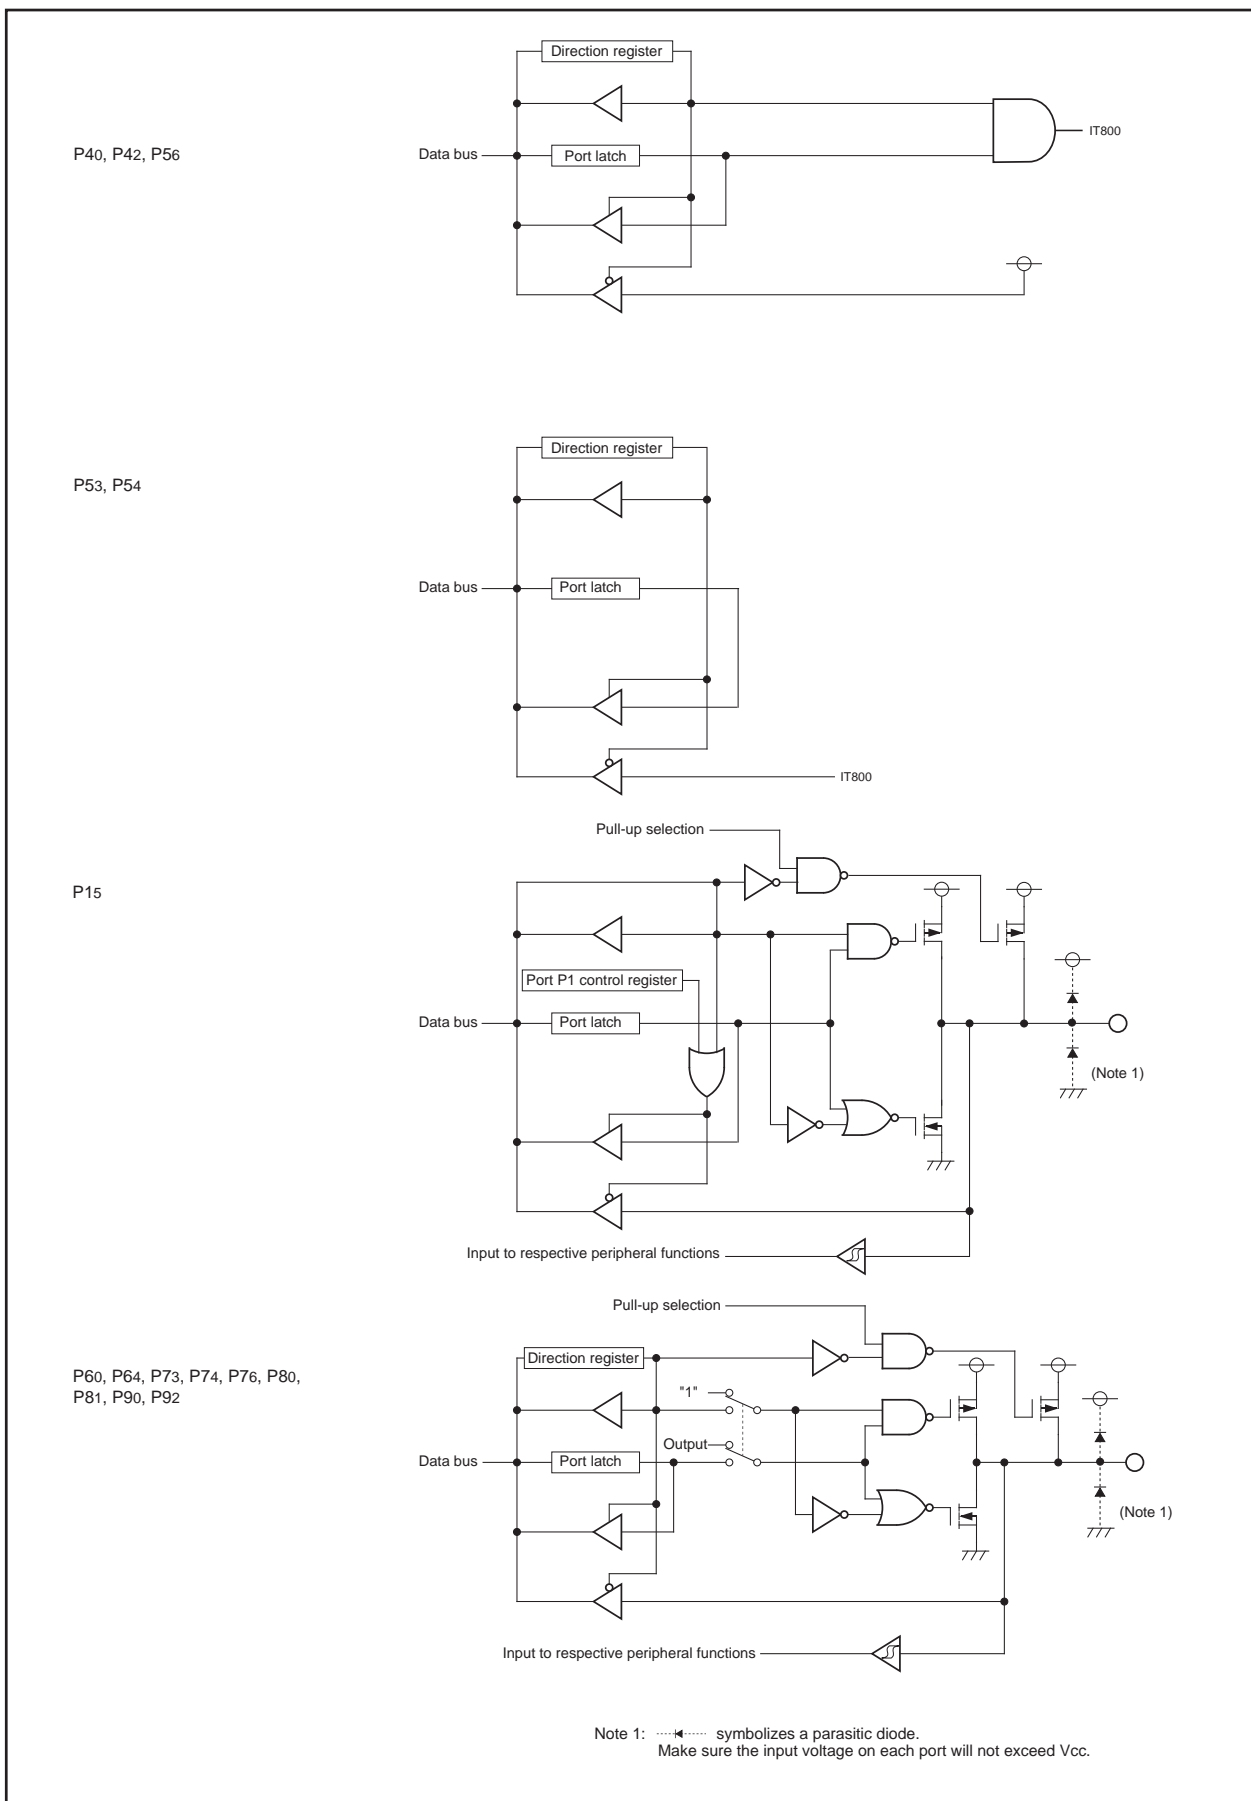 Direction register
P40, P42, P56
Data bus
Port latch
IT800
Direction register
P53, P54
Data bus
Port latch
IT800
Pull-up selection
P15
Port P1 control register
Data bus
Port latch
(Note 1)
Input to respective peripheral functions
Pull-up selection
P60, P64, P73, P74, P76, P80,
P81, P90, P92
Direction register
"1"
Output
Data bus
Port latch
(Note 1)
Input to respective peripheral functions
Note 1: symbolizes a parasitic diode.
Make sure the input voltage on each port will not exceed Vcc.